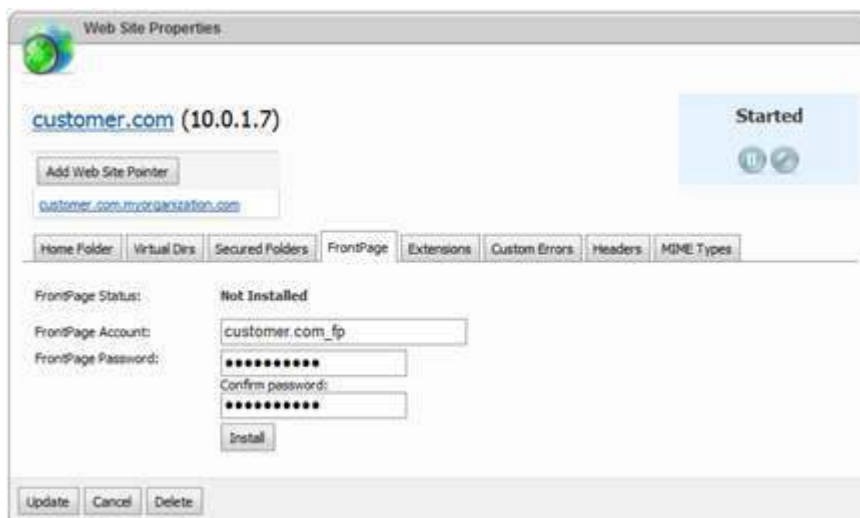 Web Site Properties
customer.com (10.0.1.7)
Started
Add Web Site Pointer
customer.com.myorganization.com
Home Folder Virtual Dirs Secured Folders FrontPage Extensions Custom Errors Headers MIME Types
FrontPage Status: Not Installed
FrontPage Account: customer.com_fp
FrontPage Password: ●●●●●●●●●●
Confirm password:
●●●●●●●●●●
Install
Update Cancel Delete